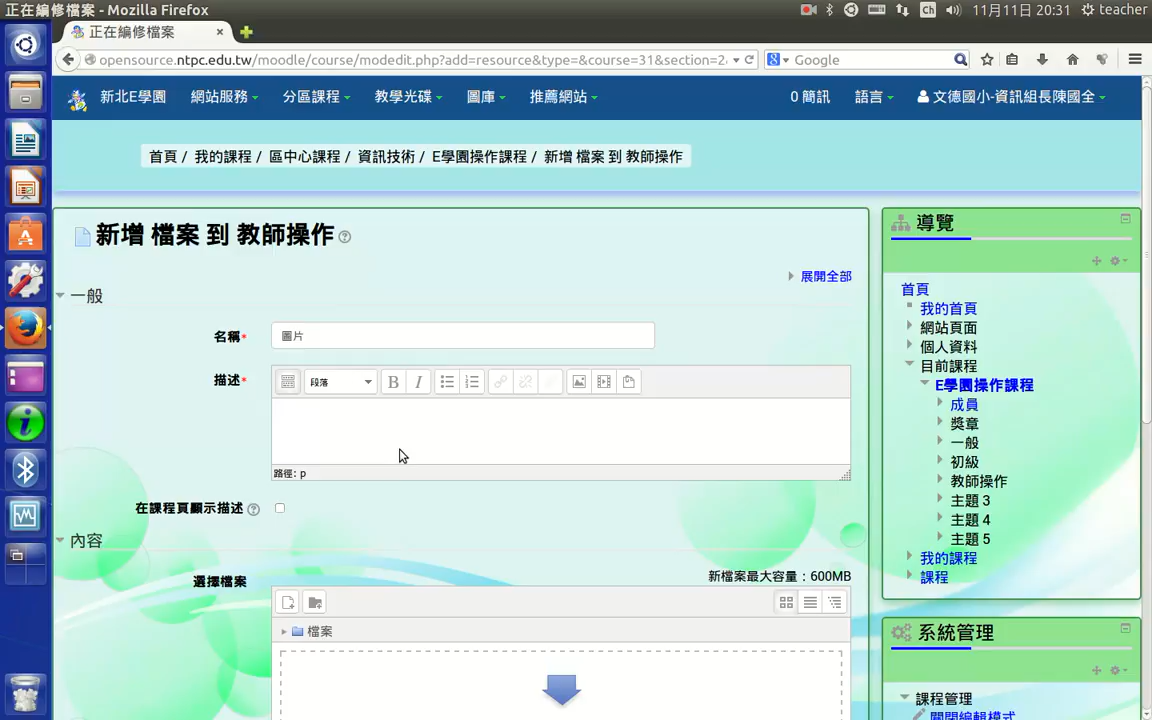 正在編修檔案 - Mozilla Firefox
Ch
11月11日 20:31
teacher
正在編修檔案
opensource.ntpc.edu.tw/moodle/course/modedit.php?add=resource&type=&course=31&section=2
Google
新北E學園
網站服務
分區課程
教學光碟
圖庫
推薦網站
0 簡訊
語言
文德國小-資訊組長陳國全
首頁 / 我的課程 / 區中心課程 / 資訊技術 / E學園操作課程 / 新增 檔案 到 教師操作
新增 檔案 到 教師操作
展開全部
一般
名稱*
圖片
描述*
段落
B I
路徑: p
在課程頁顯示描述
內容
選擇檔案
新檔案最大容量：600MB
檔案
導覽
首頁
我的首頁
網站頁面
個人資料
目前課程
E學園操作課程
成員
獎章
一般
初級
教師操作
主題 3
主題 4
主題 5
我的課程
課程
系統管理
課程管理
關閉編輯模式